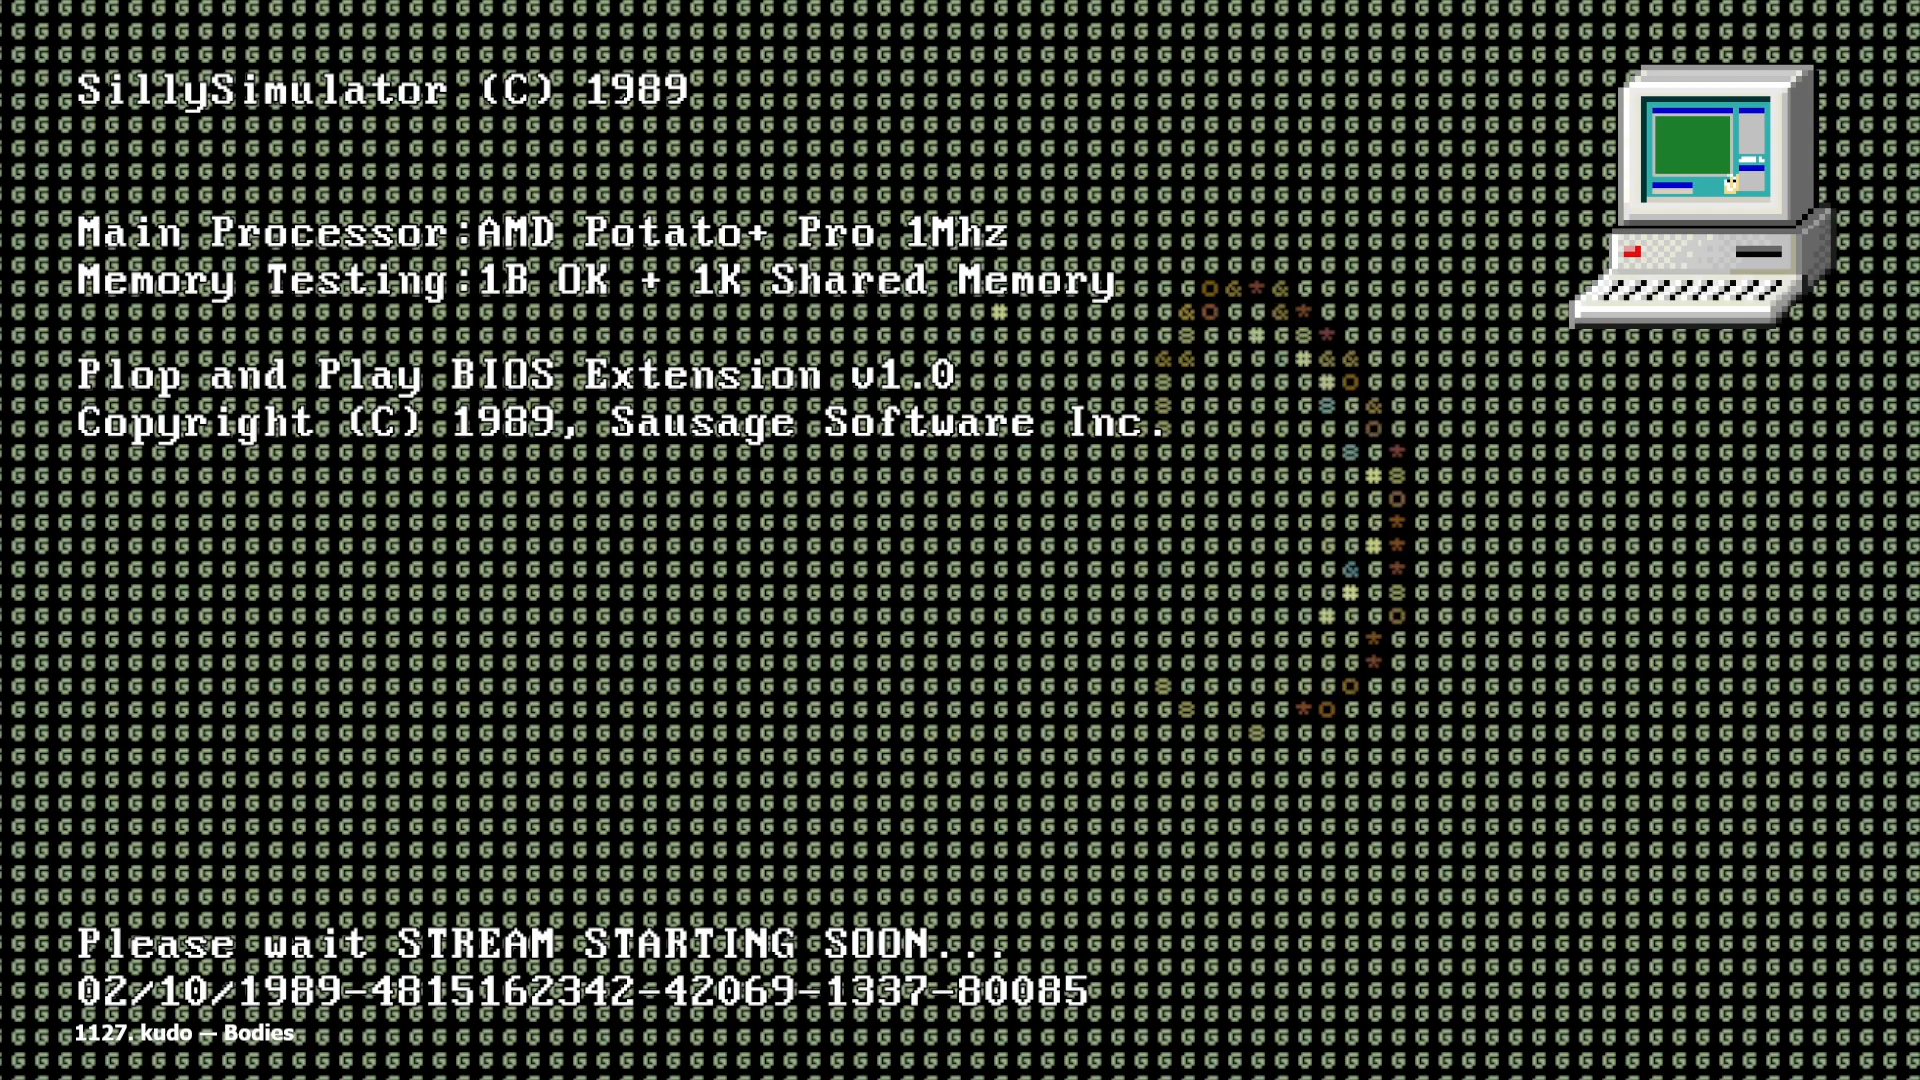 SillySimulator (C) 1989
Main Processor:AMD Potato+ Pro 1Mhz
Memory Testing:1B OK + 1K Shared Memory
Plop and Play BIOS Extension v1.0
Copyright (C) 1989, Sausage Software Inc.
Please wait STREAM STARTING SOON...
02/10/1989-4815162342-42069-1337-80085
1127. kudo — Bodies